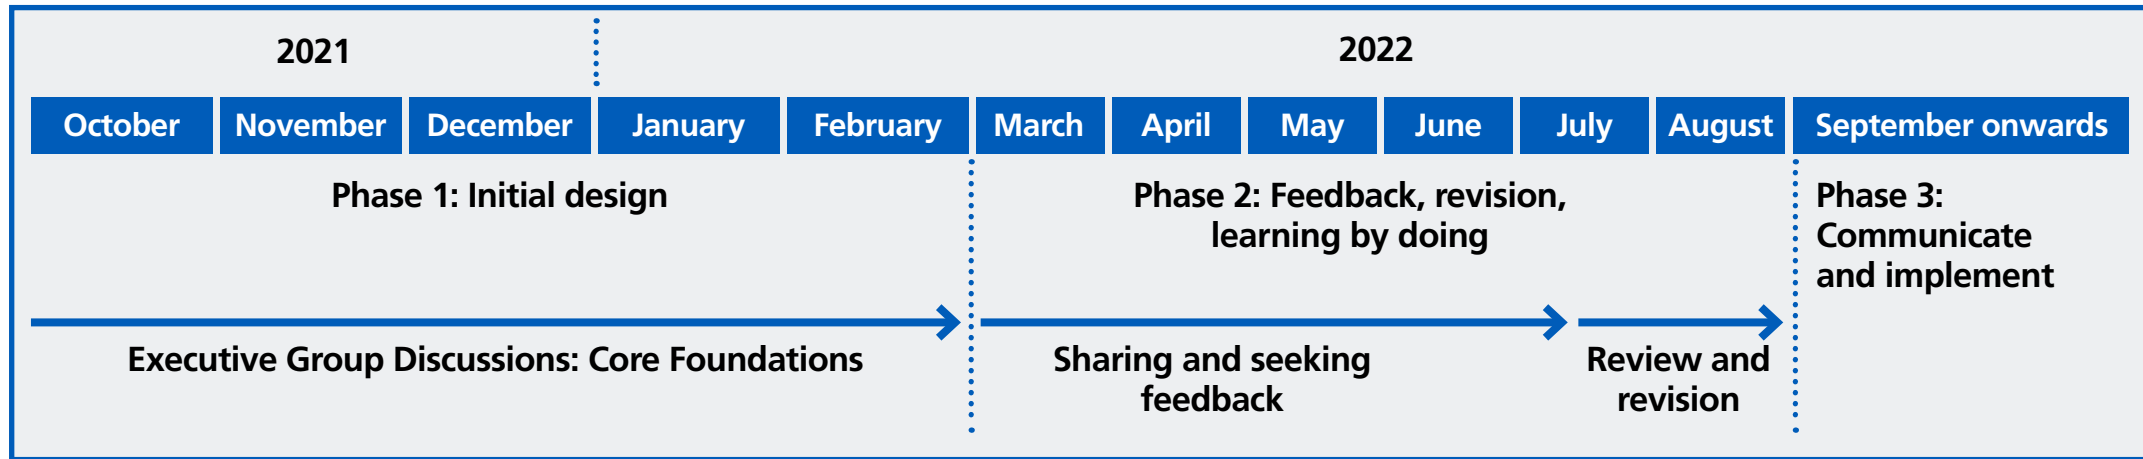 2021
2022
October November December January February March April May June July August September onwards
Phase 1: Initial design
Phase 2: Feedback, revision,
learning by doing
Phase 3:
Communicate
and implement
Executive Group Discussions: Core Foundations
Sharing and seeking
feedback
Review and
revision